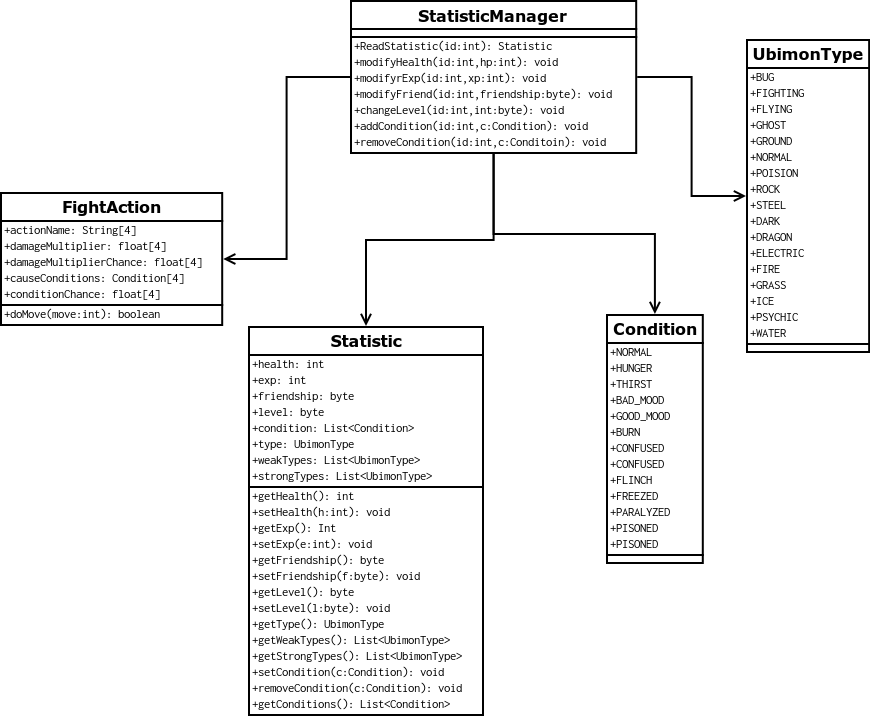 StatisticManager
+ReadStatistic(id:int): Statistic
+modifyHealth(id:int,hp:int): void
+modifyrExp(id:int,xp:int): void
+modifyFriend(id:int,friendship:byte): void
+changeLevel(id:int,int:byte): void
+addCondition(id:int,c:Condition): void
+removeCondition(id:int,c:Conditoin): void
UbimonType
+BUG
+FIGHTING
+FLYING
+GHOST
+GROUND
+NORMAL
+POISION
+ROCK
+STEEL
+DARK
+DRAGON
+ELECTRIC
+FIRE
+GRASS
+ICE
+PSYCHIC
+WATER
FightAction
+actionName: String[4]
+damageMultiplier: float[4]
+damageMultiplierChance: float[4]
+causeConditions: Condition[4]
+conditionChance: float[4]
+doMove(move:int): boolean
Statistic
+health: int
+exp: int
+friendship: byte
+level: byte
+condition: List<Condition>
+type: UbimonType
+weakTypes: List<UbimonType>
+strongTypes: List<UbimonType>
+getHealth(): int
+setHealth(h:int): void
+getExp(): Int
+setExp(e:int): void
+getFriendship(): byte
+setFriendship(f:byte): void
+getLevel(): byte
+setLevel(l:byte): void
+getType(): UbimonType
+getWeakTypes(): List<UbimonType>
+getStrongTypes(): List<UbimonType>
+setCondition(c:Condition): void
+removeCondition(c:Condition): void
+getConditions(): List<Condition>
Condition
+NORMAL
+HUNGER
+THIRST
+BAD_MOOD
+GOOD_MOOD
+BURN
+CONFUSED
+CONFUSED
+FLINCH
+FREEZED
+PARALYZED
+PISONED
+PISONED